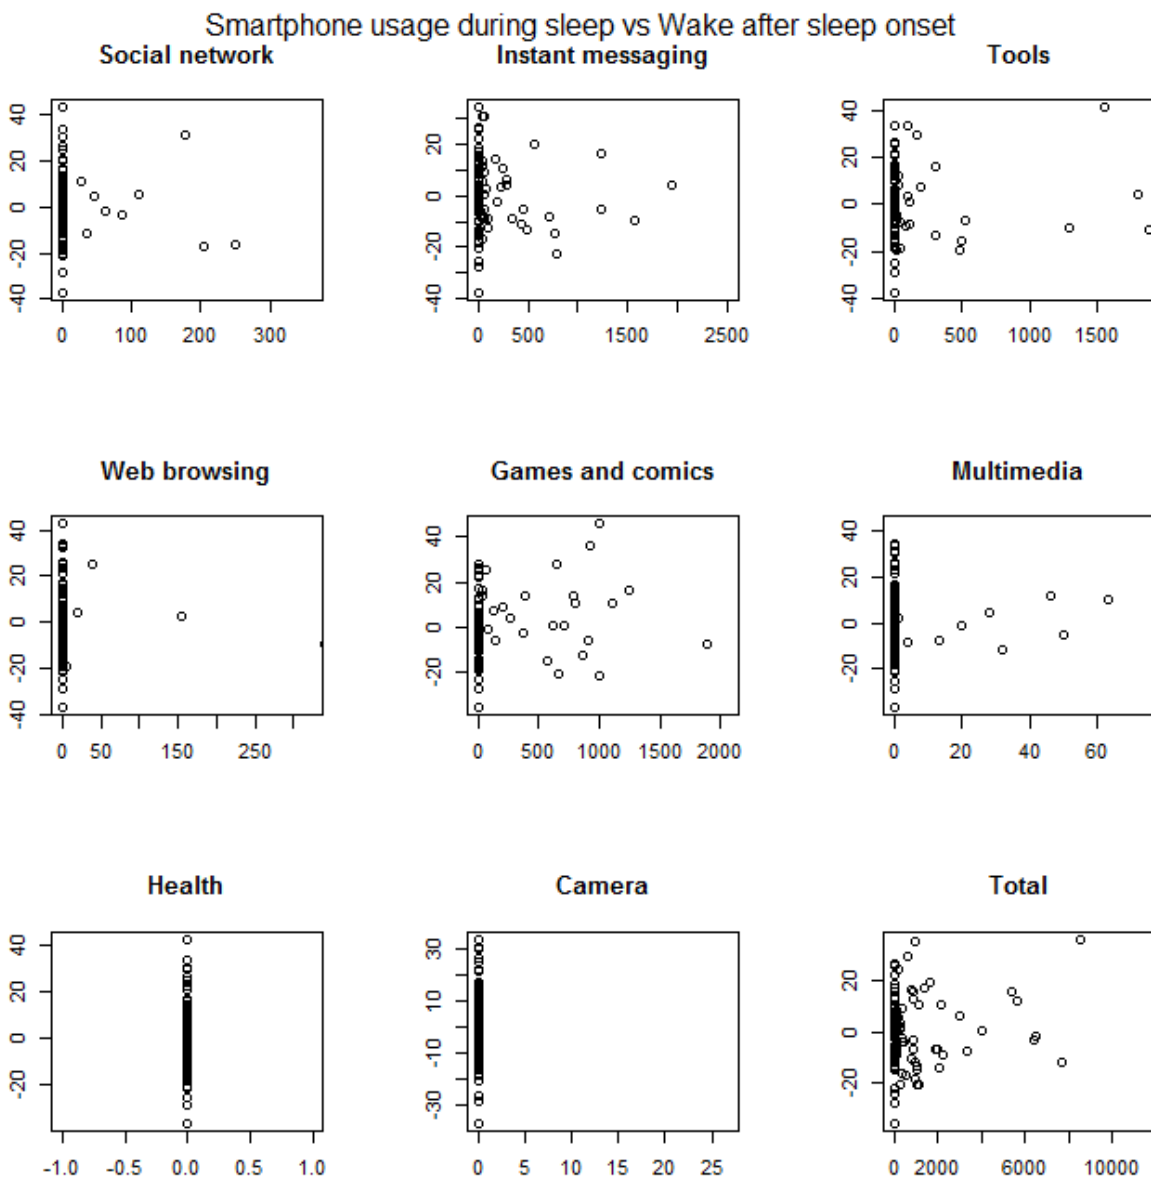 Smartphone usage during sleep vs Wake after sleep onset
Social network Instant messaging Tools
40 20 0 -20 -40
0 100 200 300
20 0 -20 -40
0 500 1000 1500 2500
40 20 0 -20 -40
0 500 1000 1500
Web browsing Games and comics Multimedia
40 20 0 -20 -40
0 50 150 250
40 20 0 -20
0 500 1000 1500 2000
40 20 0 -20
0 20 40 60
Health Camera Total
40 20 0 -20
-1.0 -0.5 0.0 0.5 1.0
30 10 -10 -30
0 5 10 15 20 25
20 0 -20
0 2000 6000 10000